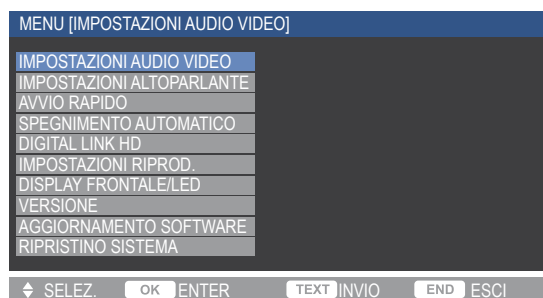 MENU [IMPOSTAZIONI AUDIO VIDEO]
IMPOSTAZIONI AUDIO VIDEO
IMPOSTAZIONI ALTOPARLANTE
AVVIO RAPIDO
SPEGNIMENTO AUTOMATICO
DIGITAL LINK HD
IMPOSTAZIONI RIPROD.
DISPLAY FRONTALE/LED
VERSIONE
AGGIORNAMENTO SOFTWARE
RIPRISTINO SISTEMA
SELEZ. OK ENTER TEXT INVIO END ESCI